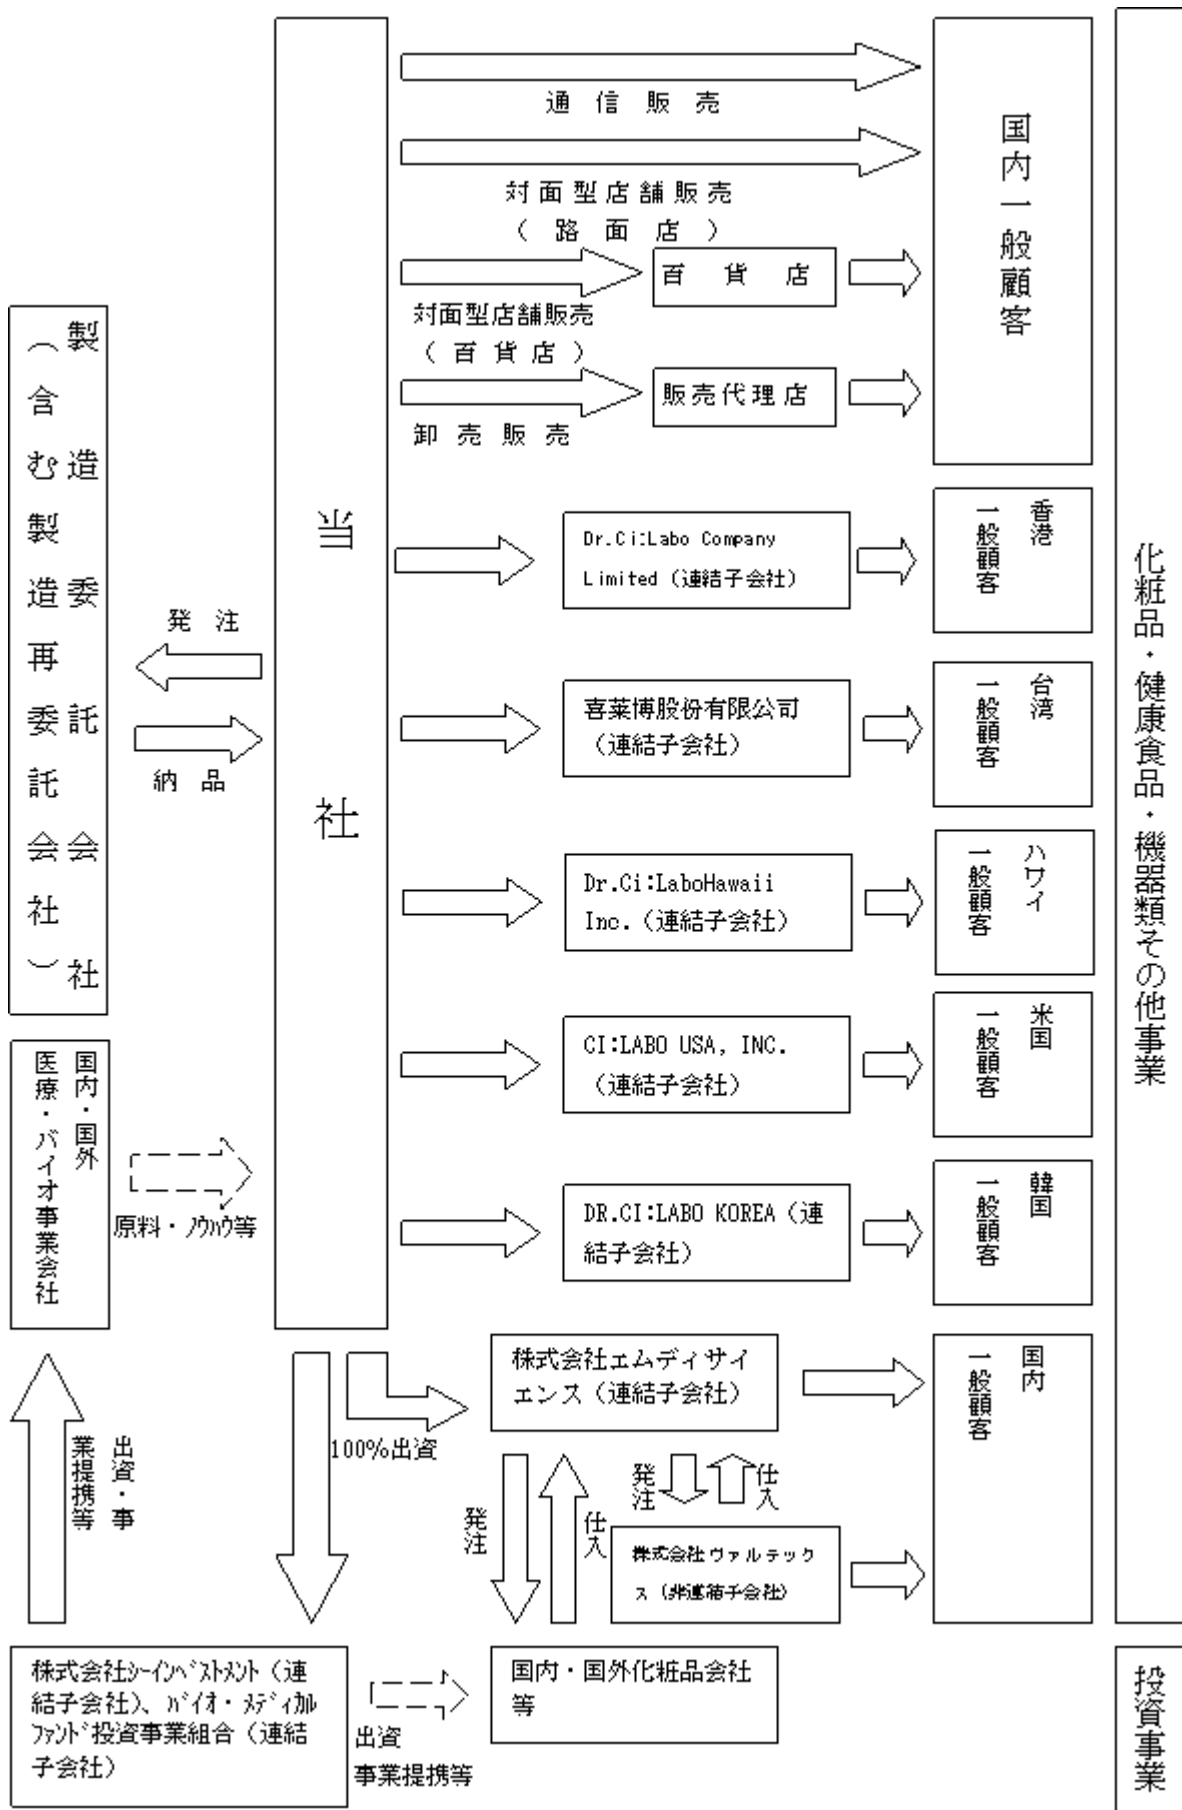 通信販売
対面型店舗販売
（路面店）
百貨店
対面型店舗販売
（百貨店）
販売代理店
卸売販売
国内一般顧客
製造委託会社
（含む製造再委託会社）
発注
納品
当社
Dr.Ci:Labo Company
Limited（連結子会社）
香港
一般顧客
喜莱博股份有限公司
（連結子会社）
台湾
一般顧客
Dr.Ci:LaboHawaii
Inc.（連結子会社）
ハワイ
一般顧客
CI:LABO USA, INC.
（連結子会社）
米国
一般顧客
DR.CI:LABO KOREA（連
結子会社）
韓国
一般顧客
化粧品・健康食品・機器類その他事業
国内・国外
医療・バイオ事業会社
原料・ﾉｳﾊｳ等
株式会社エムディサイ
エンス（連結子会社）
100%出資
国内
一般顧客
出資・事
業提携等
発注
仕入
発注
仕入
株式会社ヴァルテック
ス（非連結子会社）
株式会社ｼｰｲﾝﾍﾞｽﾄﾒﾝﾄ（連
結子会社）、ﾊﾞｲｵ・ﾒﾃﾞｨｶﾙ
ﾌｧﾝﾄﾞ投資事業組合（連結
子会社）
出資
事業提携等
国内・国外化粧品会社
等
投資事業